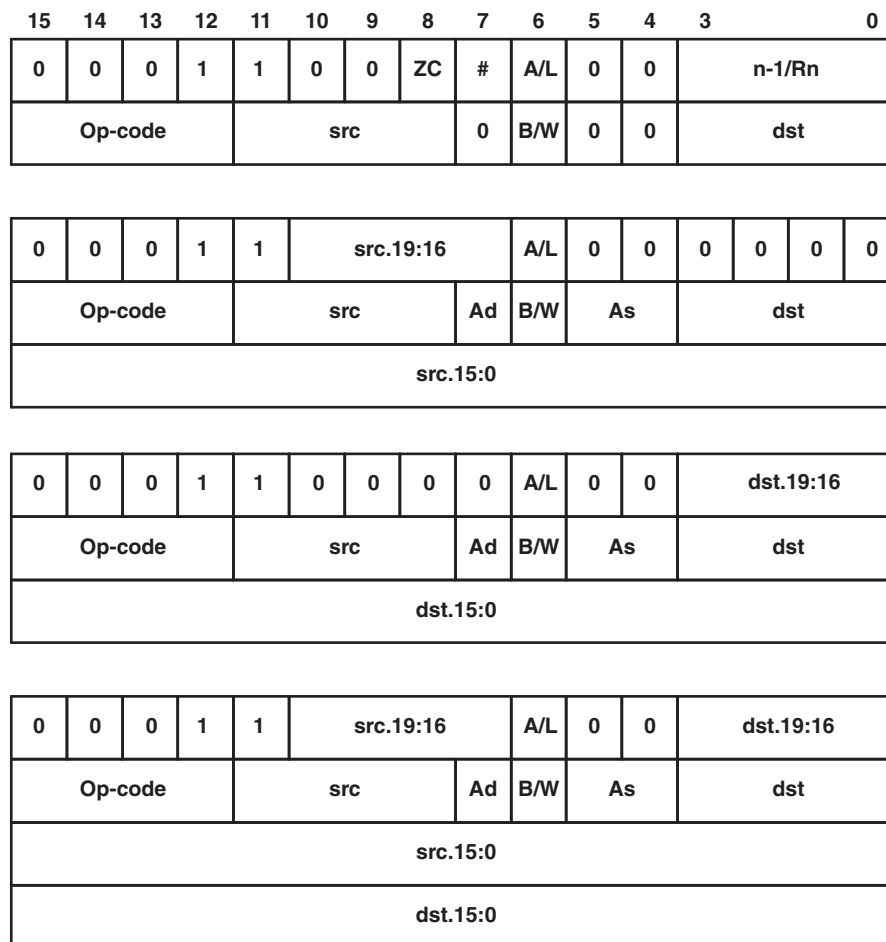 15 14 13 12 11 10 9 8 7 6 5 4 3 0
0 0 0 1 1 0 0 ZC # A/L 0 0 n-1/Rn
Op-code src 0 B/W 0 0 dst
0 0 0 1 1 src.19:16 A/L 0 0 0 0 0 0
Op-code src Ad B/W As dst
src.15:0
0 0 0 1 1 0 0 0 0 A/L 0 0 dst.19:16
Op-code src Ad B/W As dst
dst.15:0
0 0 0 1 1 src.19:16 A/L 0 0 dst.19:16
Op-code src Ad B/W As dst
src.15:0
dst.15:0